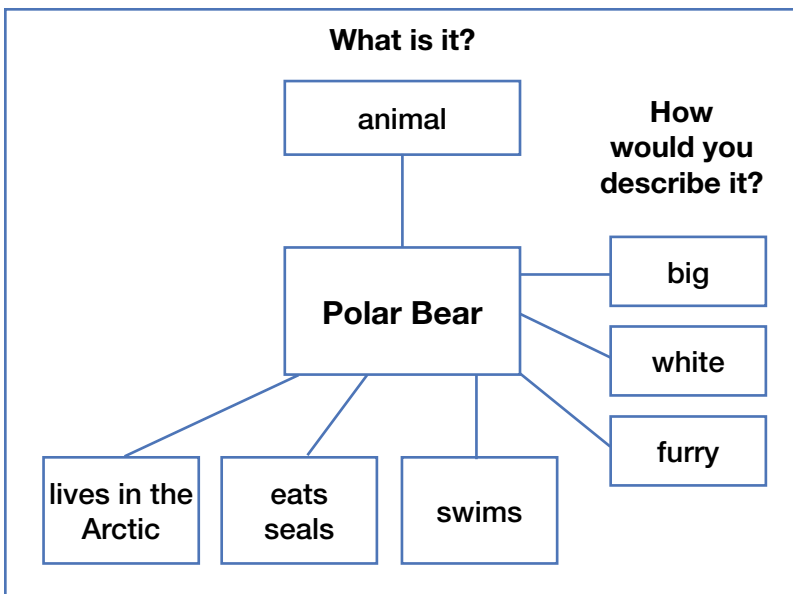 What is it?
animal
How
would you
describe it?
Polar Bear
big
white
furry
lives in the
Arctic
eats
seals
swims